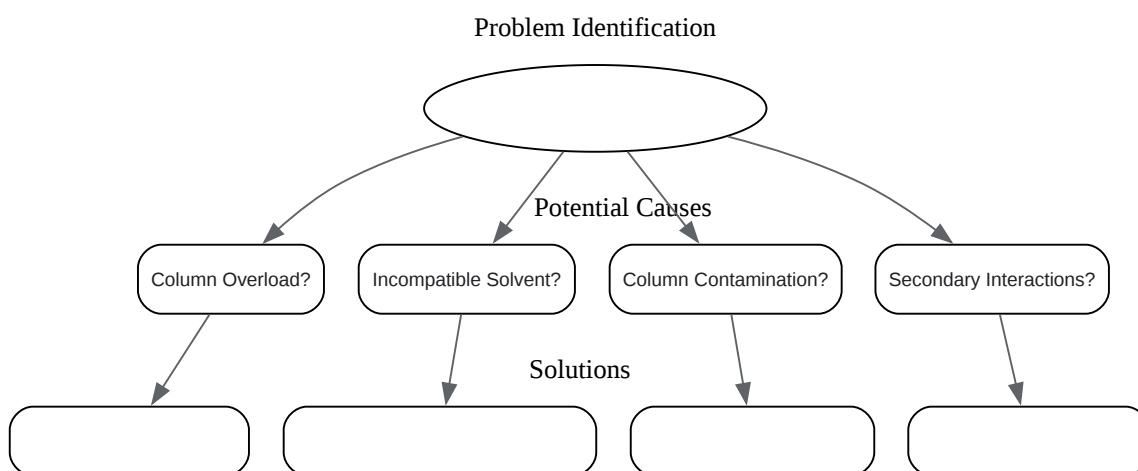 Problem Identification
Potential Causes
Column Overload?
Incompatible Solvent?
Column Contamination?
Secondary Interactions?
Solutions